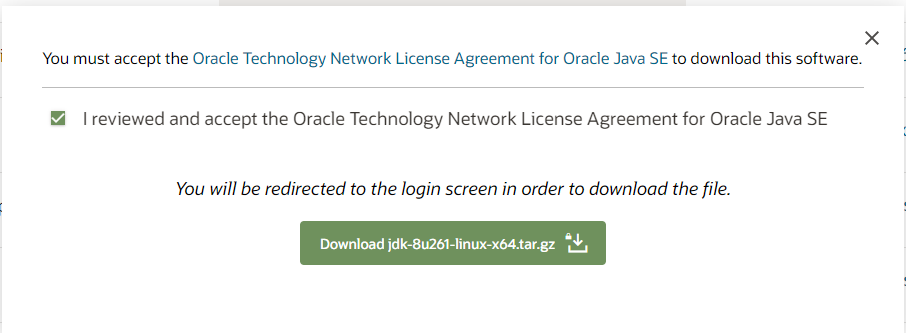 You must accept the Oracle Technology Network License Agreement for Oracle Java SE to download this software.
I reviewed and accept the Oracle Technology Network License Agreement for Oracle Java SE
You will be redirected to the login screen in order to download the file.
Download jdk-8u261-linux-x64.tar.gz